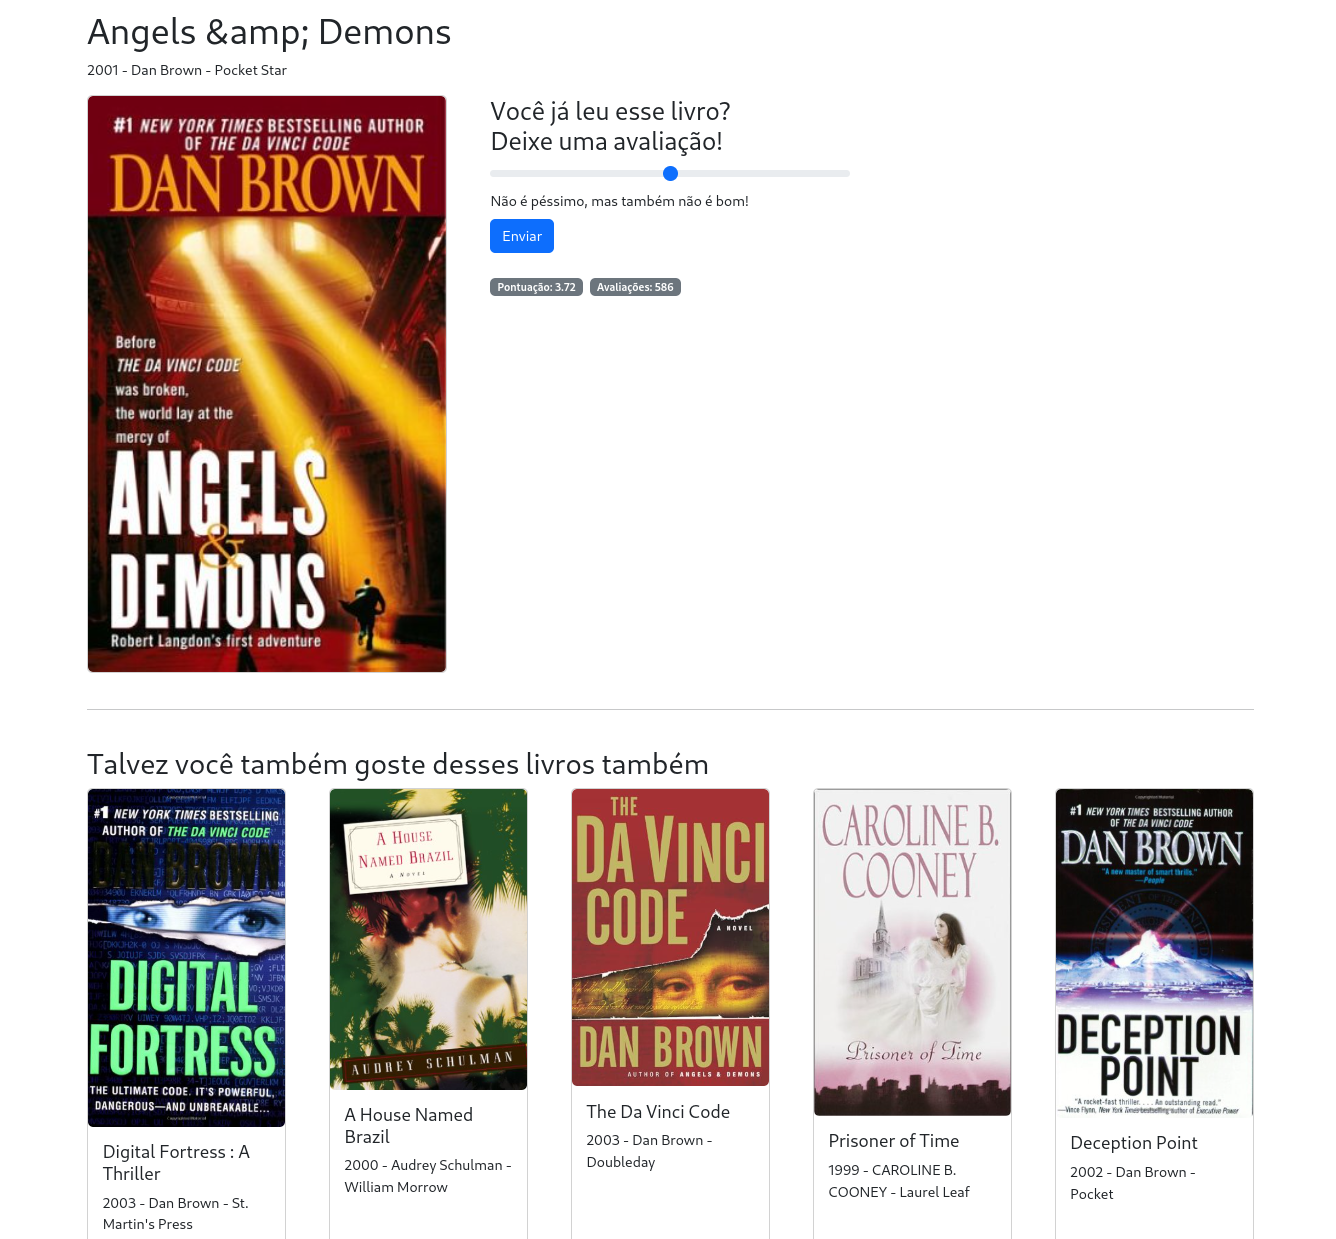 Angels &amp; Demons
2001 - Dan Brown - Pocket Star
#1 NEW YORK TIMES BESTSELLING AUTHOR
OF THE DA VINCI CODE
DAN BROWN
Before
THE DA VINCI CODE
was broken,
the world lay at the
mercy of
ANGELS
&
DEMONS
Robert Langdon's first adventure
Você já leu esse livro?
Deixe uma avaliação!
Não é péssimo, mas também não é bom!
Enviar
Pontuação: 3.72 Avaliações: 586
Talvez você também goste desses livros também
#1 NEW YORK TIMES BESTSELLING
AUTHOR OF THE DA VINCI CODE
DAN BROWN
DIGITAL
FORTRESS
THE ULTIMATE CODE. IT'S POWERFUL,
DANGEROUS—AND UNBREAKABLE...
Digital Fortress : A
Thriller
2003 - Dan Brown - St.
Martin's Press
A HOUSE
NAMED BRAZIL
A NOVEL
AUDREY SCHULMAN
A House Named
Brazil
2000 - Audrey Schulman -
William Morrow
THE
DA VINCI
CODE
A NOVEL
DAN BROWN
AUTHOR OF ANGELS & DEMONS
The Da Vinci Code
2003 - Dan Brown -
Doubleday
CAROLINE B.
COONEY
Prisoner of Time
Prisoner of Time
1999 - CAROLINE B.
COONEY - Laurel Leaf
#1 NEW YORK TIMES BESTSELLING AUTHOR
OF THE DA VINCI CODE
DAN BROWN
"A new master of smart thrills."
—People
DECEPTION
POINT
"A rocket-fast thriller. . . . An outstanding read."
—Vince Flynn, New York Times bestselling author of Executive Power
Deception Point
2002 - Dan Brown -
Pocket